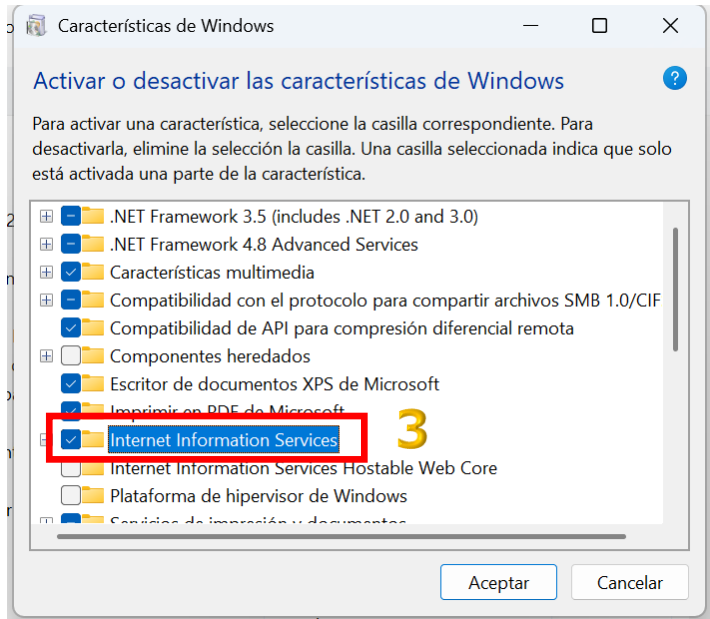 Características de Windows
Activar o desactivar las características de Windows
?
Para activar una característica, seleccione la casilla correspondiente. Para
desactivarla, elimine la selección la casilla. Una casilla seleccionada indica que solo
está activada una parte de la característica.
.NET Framework 3.5 (includes .NET 2.0 and 3.0)
.NET Framework 4.8 Advanced Services
Características multimedia
Compatibilidad con el protocolo para compartir archivos SMB 1.0/CIF
Compatibilidad de API para compresión diferencial remota
Componentes heredados
Escritor de documentos XPS de Microsoft
Imprimir en PDF de Microsoft
Internet Information Services
3
Internet Information Services Hostable Web Core
Plataforma de hipervisor de Windows
Servicios de impresión y documentos
Aceptar Cancelar